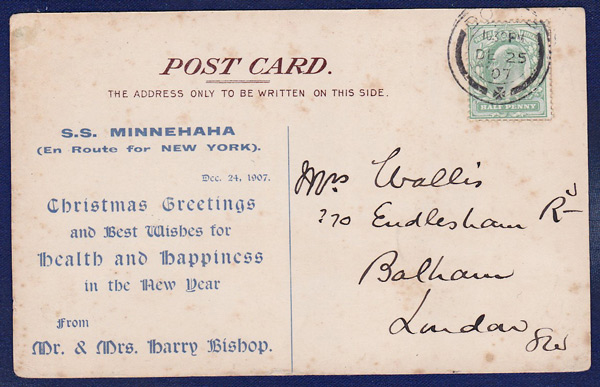 POST CARD.
THE ADDRESS ONLY TO BE WRITTEN ON THIS SIDE.
S.S. MINNEHAHA
(En Route for NEW YORK).
Dec. 24, 1907.
Christmas Greetings
and Best Wishes for
Health and Happiness
in the New Year
From
Mr. & Mrs. Harry Bishop.
DE 25
07
HALF PENNY
Mrs Wallis
270 Endlesham Rd
Balham
London
SW